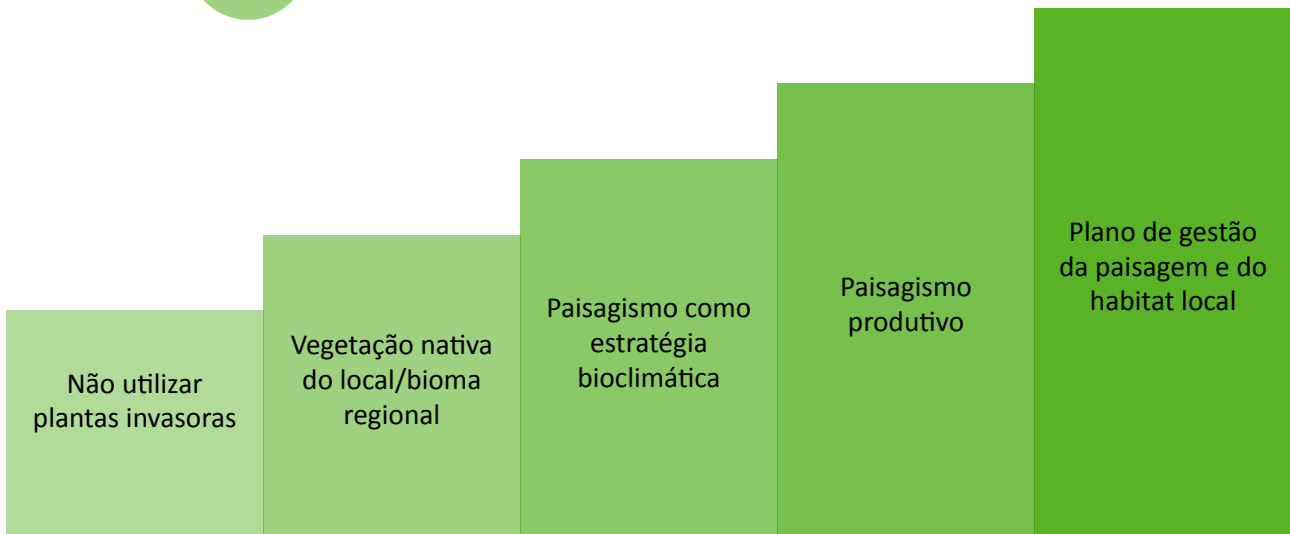 Não utilizar
plantas invasoras
Vegetação nativa
do local/bioma
regional
Paisagismo como
estratégia
bioclimática
Paisagismo
produtivo
Plano de gestão
da paisagem e do
habitat local